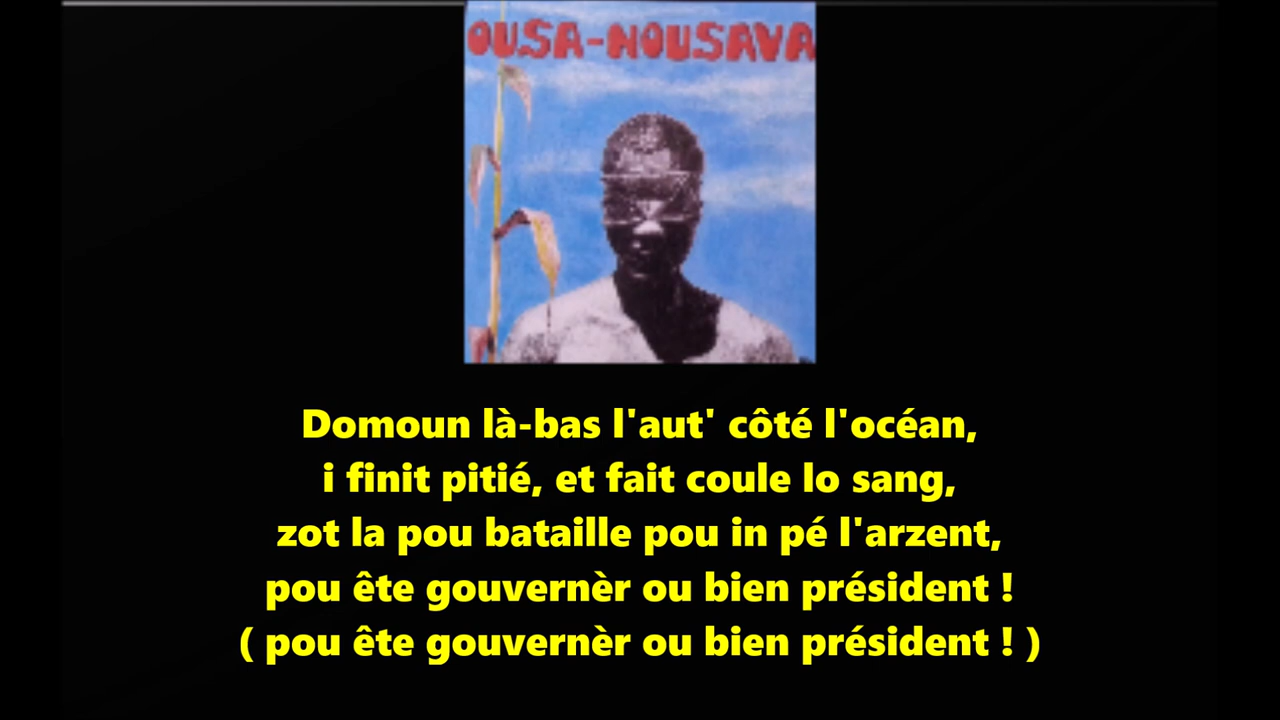 OUSA-NOUSAVA
Domoun là-bas l'aut' côté l'océan,
i finit pitié, et fait coule lo sang,
zot la pou bataille pou in pé l'arzent,
pou ête gouvernèr ou bien président !
( pou ête gouvernèr ou bien président ! )